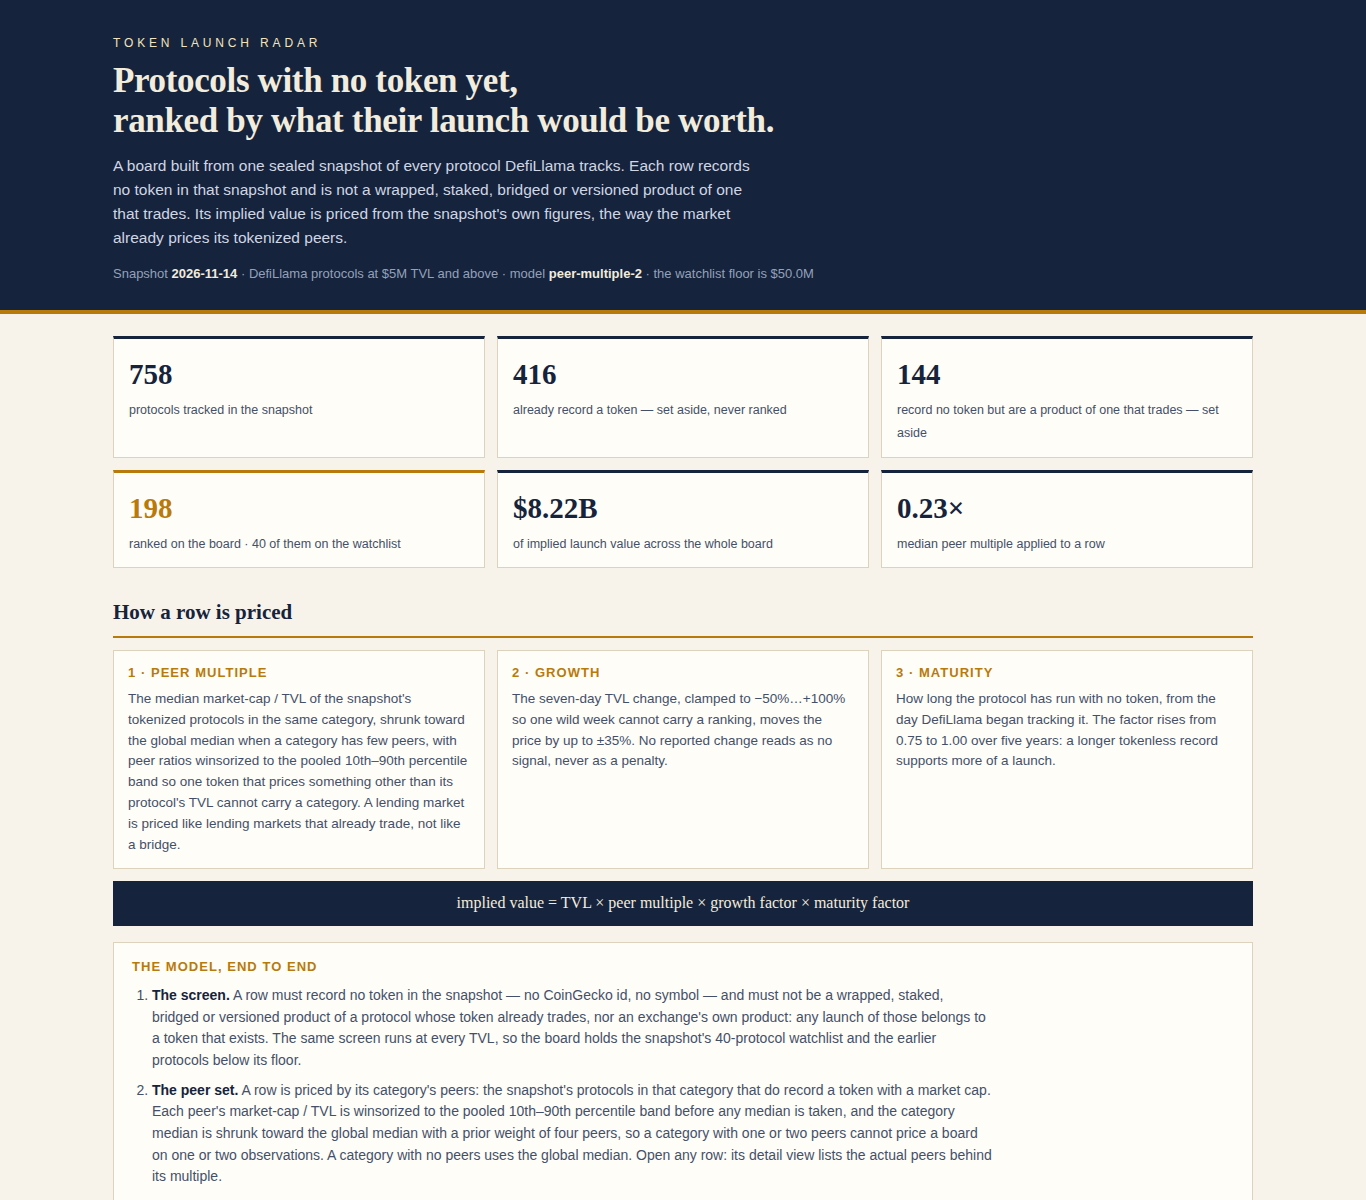 TOKEN LAUNCH RADAR
Protocols with no token yet,
ranked by what their launch would be worth.
A board built from one sealed snapshot of every protocol DefiLlama tracks. Each row records
no token in that snapshot and is not a wrapped, staked, bridged or versioned product of one
that trades. Its implied value is priced from the snapshot's own figures, the way the market
already prices its tokenized peers.
Snapshot 2026-11-14 · DefiLlama protocols at $5M TVL and above · model peer-multiple-2 · the watchlist floor is $50.0M
758
protocols tracked in the snapshot
416
already record a token — set aside, never ranked
144
record no token but are a product of one that trades — set
aside
198
ranked on the board · 40 of them on the watchlist
$8.22B
of implied launch value across the whole board
0.23×
median peer multiple applied to a row
How a row is priced
1 · PEER MULTIPLE
The median market-cap / TVL of the snapshot's
tokenized protocols in the same category, shrunk toward
the global median when a category has few peers, with
peer ratios winsorized to the pooled 10th–90th percentile
band so one token that prices something other than its
protocol's TVL cannot carry a category. A lending market
is priced like lending markets that already trade, not like
a bridge.
2 · GROWTH
The seven-day TVL change, clamped to −50%…+100%
so one wild week cannot carry a ranking, moves the
price by up to ±35%. No reported change reads as no
signal, never as a penalty.
3 · MATURITY
How long the protocol has run with no token, from the
day DefiLlama began tracking it. The factor rises from
0.75 to 1.00 over five years: a longer tokenless record
supports more of a launch.
implied value = TVL × peer multiple × growth factor × maturity factor
THE MODEL, END TO END
1. The screen. A row must record no token in the snapshot — no CoinGecko id, no symbol — and must not be a wrapped, staked,
bridged or versioned product of a protocol whose token already trades, nor an exchange's own product: any launch of those belongs to
a token that exists. The same screen runs at every TVL, so the board holds the snapshot's 40-protocol watchlist and the earlier
protocols below its floor.
2. The peer set. A row is priced by its category's peers: the snapshot's protocols in that category that do record a token with a market cap.
Each peer's market-cap / TVL is winsorized to the pooled 10th–90th percentile band before any median is taken, and the category
median is shrunk toward the global median with a prior weight of four peers, so a category with one or two peers cannot price a board
on one or two observations. A category with no peers uses the global median. Open any row: its detail view lists the actual peers behind
its multiple.